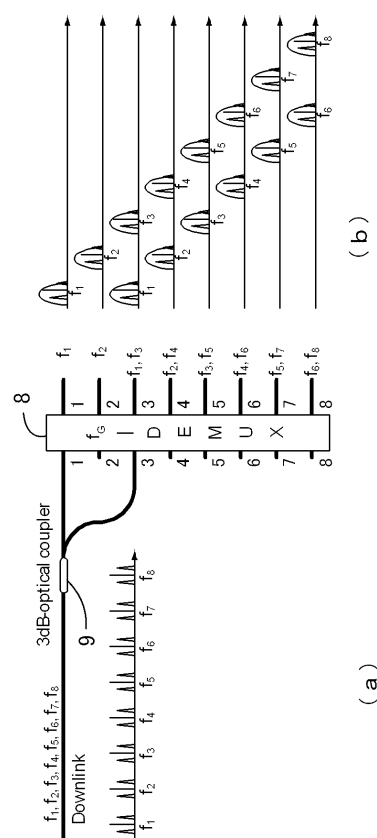 f1, f2, f3, f4, f5, f6, f7, f8
Downlink
3dB-optical coupler
9
8
f1 f2 f3 f4 f5 f6 f7 f8
1 2 3 4 5 6 7 8
fG I D E M U X
1 2 3 4 5 6 7 8
f1
f2
f1, f3
f2, f4
f3, f5
f4, f6
f5, f7
f6, f8
(a)
f1
f2
f1 f3
f2 f4
f3 f5
f4 f6
f5 f7
f6 f8
(b)